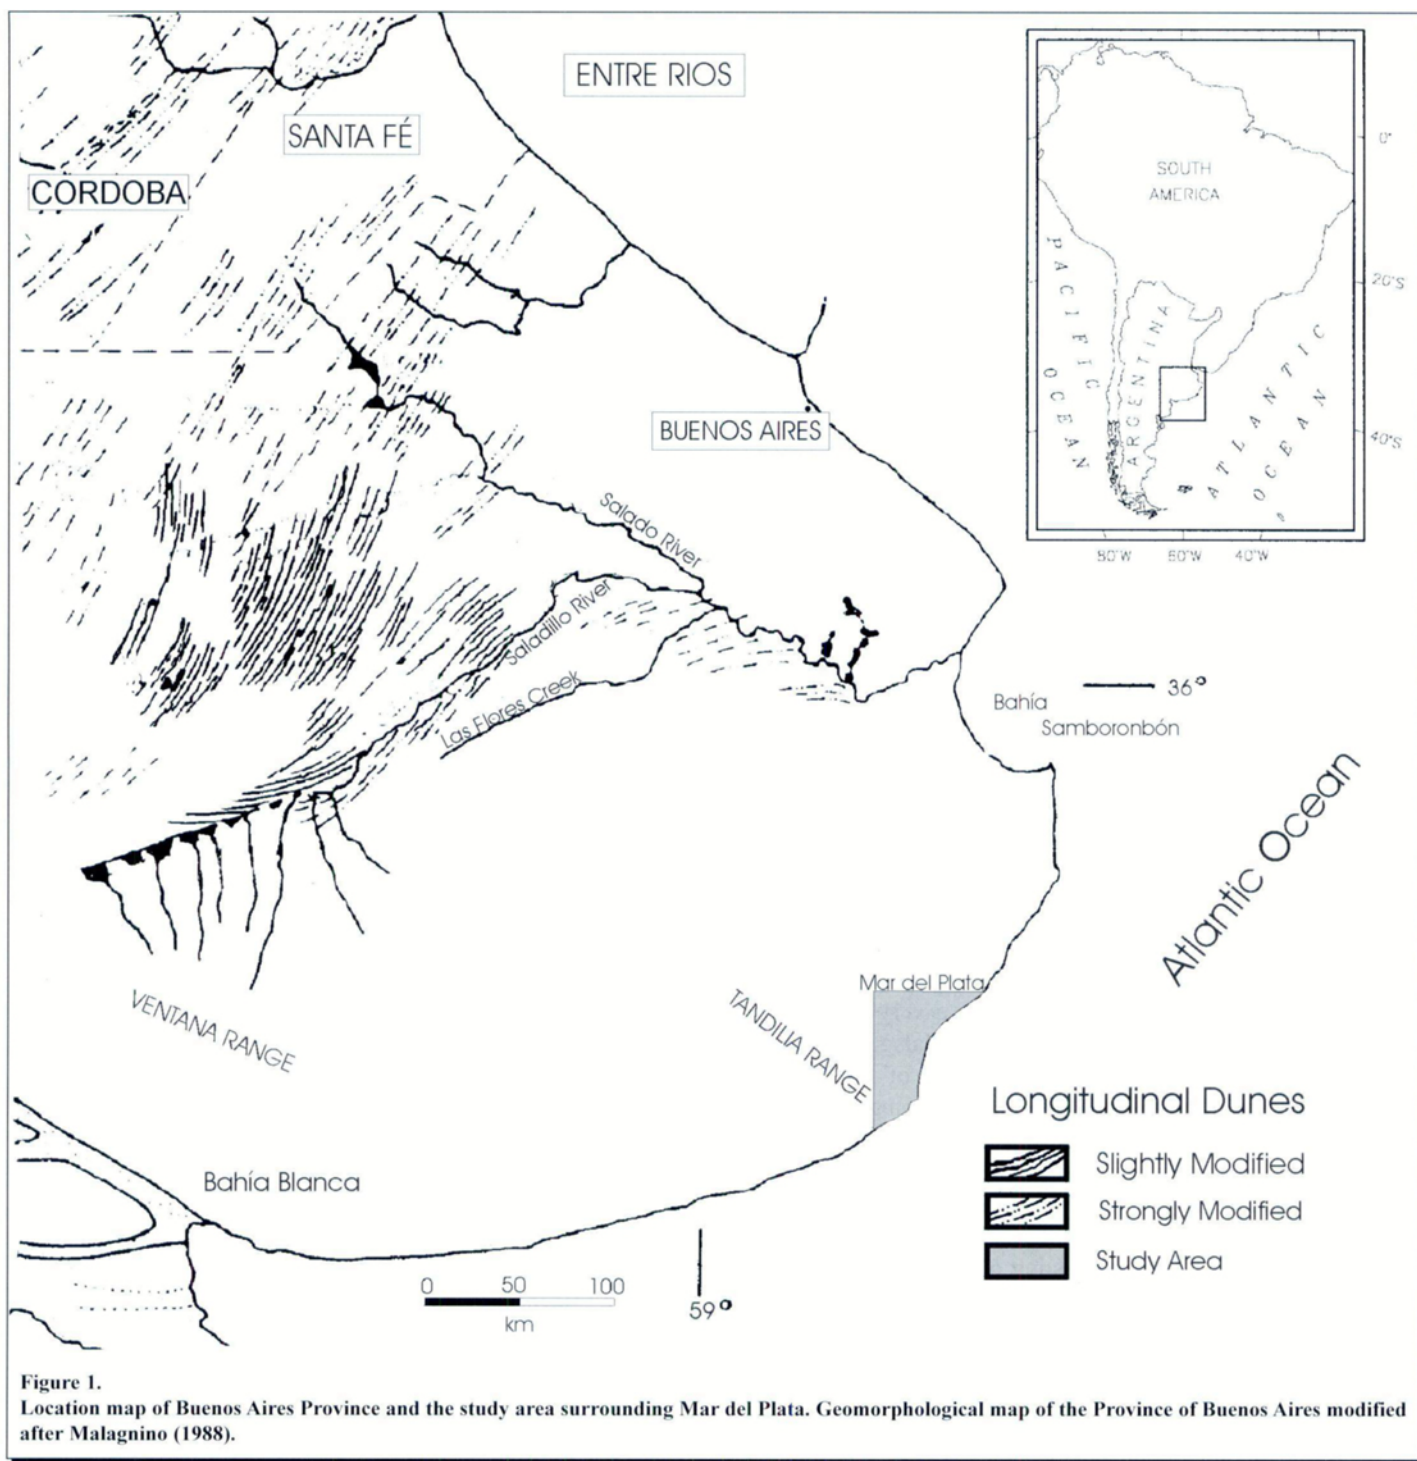 ENTRE RIOS
SANTA FÉ
CORDOBA
BUENOS AIRES
Salado River
Saladillo River
Las Flores Creek
36°
Bahía
Samboronbón
Atlantic Ocean
Mar del Plata
TANDILIA RANGE
VENTANA RANGE
Bahía Blanca
0 50 100
km
59°
SOUTH
AMERICA
PACIFIC
OCEAN
ARGENTINA
ATLANTIC
OCEAN
0°
20°S
40°S
80°W 60°W 40°W
Longitudinal Dunes
Slightly Modified
Strongly Modified
Study Area
Figure 1.
Location map of Buenos Aires Province and the study area surrounding Mar del Plata. Geomorphological map of the Province of Buenos Aires modified
after Malagnino (1988).